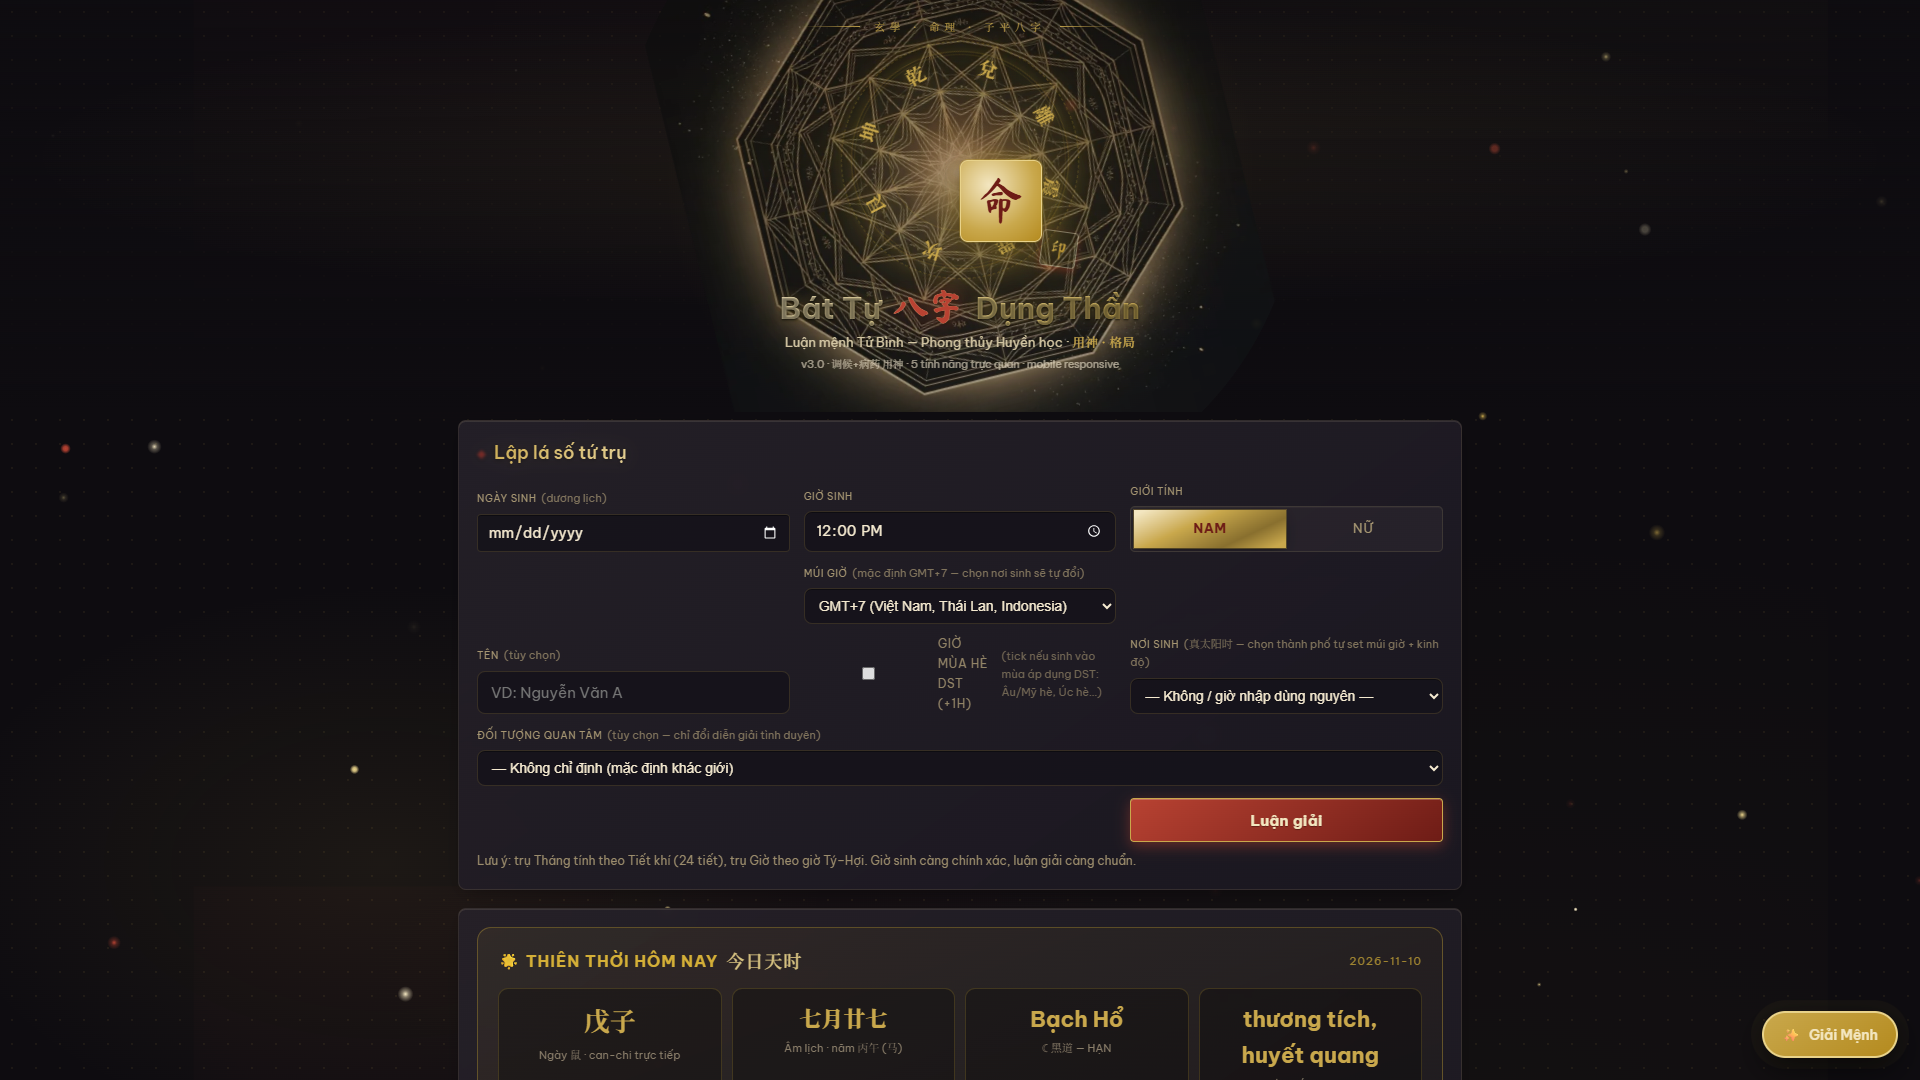 玄學 命理 · 子平八字
乾 兌
命
印
Bát Tự 八字 Dụng Thần
Luận mệnh Tử Bình — Phong thủy Huyền học · 用神 · 格局
v3.0 · 调候+病药 用神 · 5 tính năng trực quan · mobile responsive
Lập lá số tứ trụ
NGÀY SINH (dương lịch)
mm/dd/yyyy
GIỜ SINH
12:00 PM
GIỚI TÍNH
NAM
NỮ
MÚI GIỜ (mặc định GMT+7 — chọn nơi sinh sẽ tự đổi)
GMT+7 (Việt Nam, Thái Lan, Indonesia)
TÊN (tùy chọn)
VD: Nguyễn Văn A
GIỜ
MÙA HÈ
DST
(+1H)
(tick nếu sinh vào
mùa áp dụng DST:
Âu/Mỹ hè, Úc hè...)
NƠI SINH (真太阳时 — chọn thành phố tự set múi giờ + kinh
độ)
— Không / giờ nhập dùng nguyên —
ĐỐI TƯỢNG QUAN TÂM (tùy chọn — chỉ đổi diễn giải tình duyên)
— Không chỉ định (mặc định khác giới)
Luận giải
Lưu ý: trụ Tháng tính theo Tiết khí (24 tiết), trụ Giờ theo giờ Tý–Hợi. Giờ sinh càng chính xác, luận giải càng chuẩn.
THIÊN THỜI HÔM NAY 今日天时
2026-11-10
戊子
Ngày 鼠 · can-chi trực tiếp
七月廿七
Âm lịch · năm 丙午 (马)
Bạch Hổ
☾ 黑道 — HẠN
thương tích,
huyết quang
Giải Mệnh